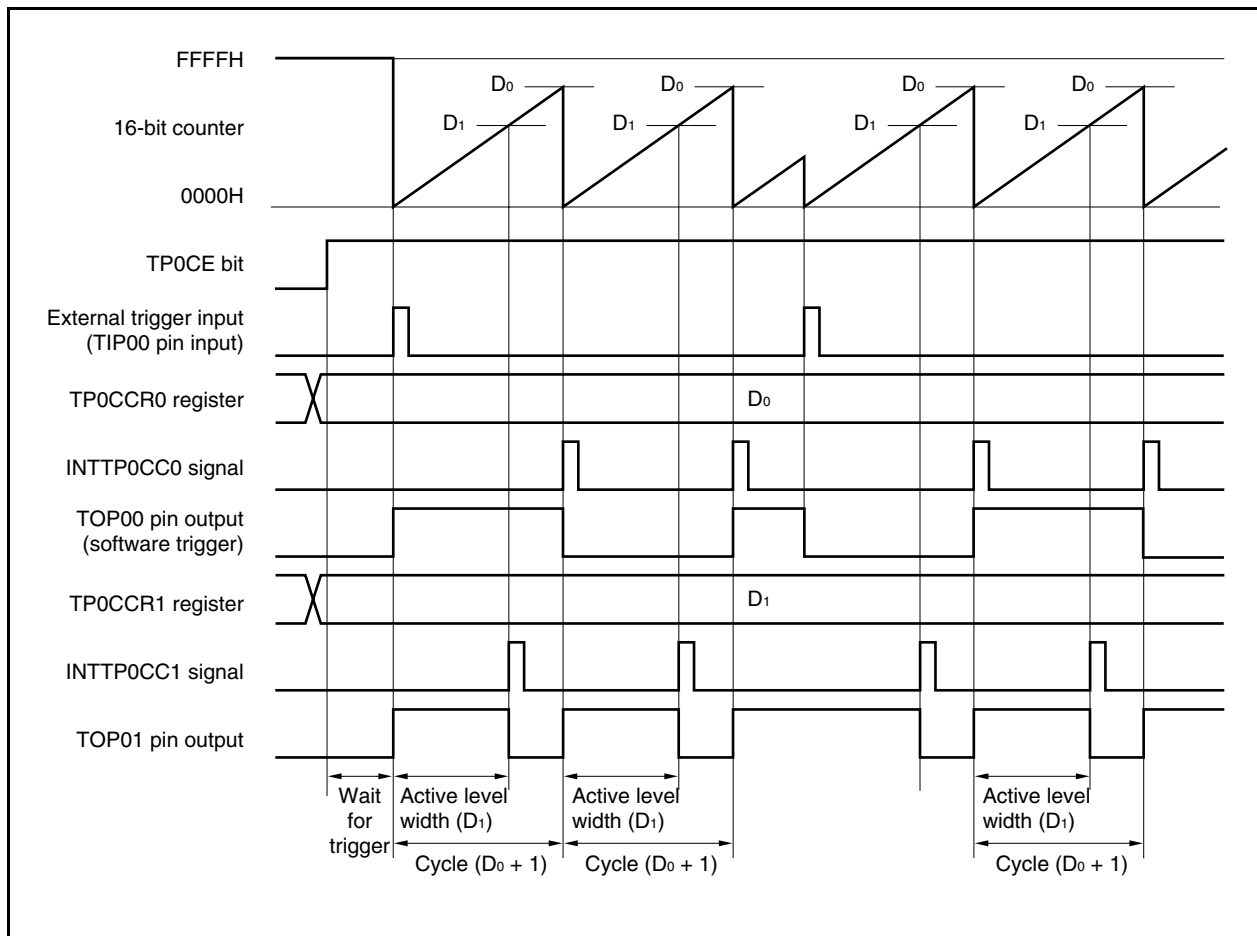 FFFFH
D0 D0 D0 D0
D1 D1 D1 D1
16-bit counter
0000H
TP0CE bit
External trigger input
(TIP00 pin input)
TP0CCR0 register
D0
INTTP0CC0 signal
TOP00 pin output
(software trigger)
TP0CCR1 register
D1
INTTP0CC1 signal
TOP01 pin output
Wait
for
trigger
Active level
width (D1)
Active level
width (D1)
Active level
width (D1)
Cycle (D0 + 1)
Cycle (D0 + 1)
Cycle (D0 + 1)